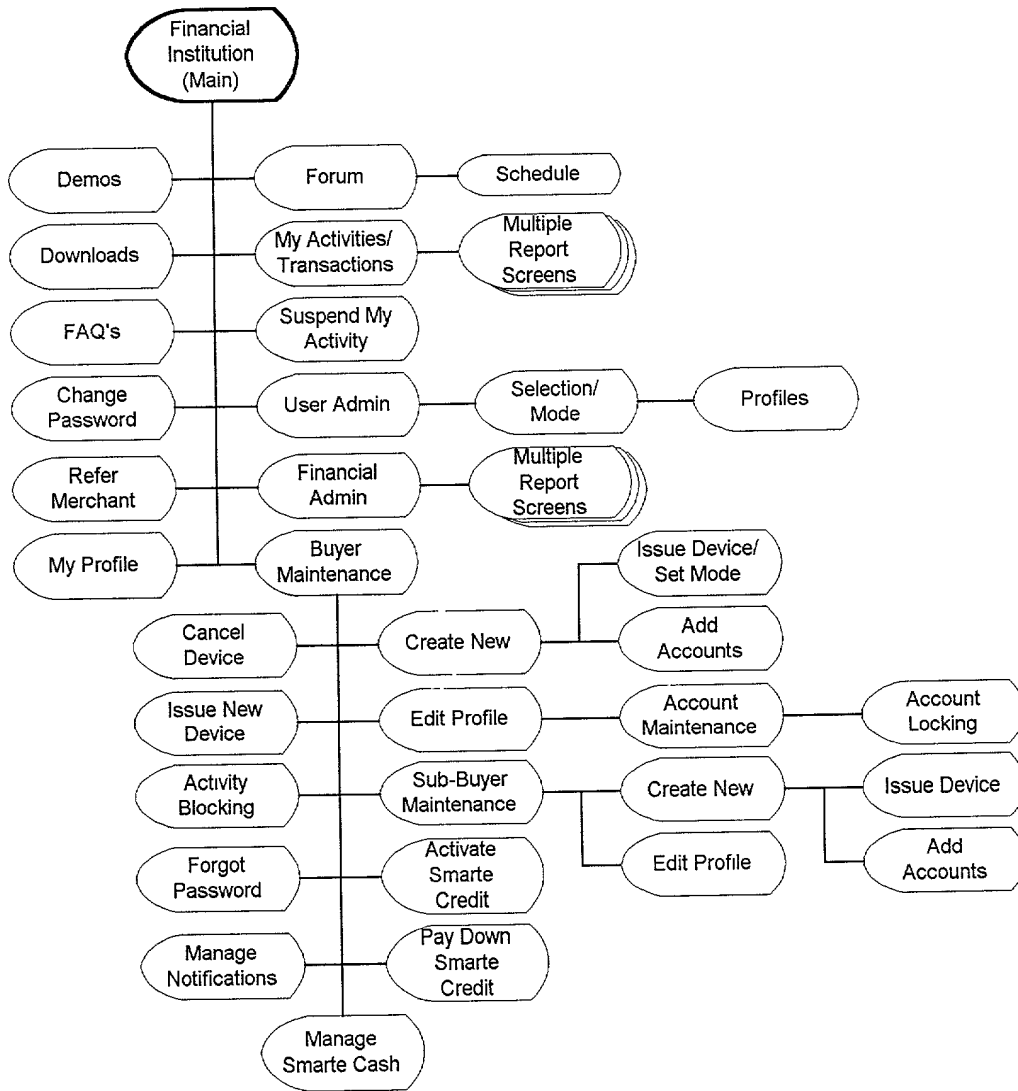 Financial
Institution
(Main)
Demos
Forum
Schedule
Downloads
My Activities/
Transactions
Multiple
Report
Screens
FAQ's
Suspend My
Activity
Change
Password
User Admin
Selection/
Mode
Profiles
Refer
Merchant
Financial
Admin
Multiple
Report
Screens
My Profile
Buyer
Maintenance
Issue Device/
Set Mode
Cancel
Device
Create New
Add
Accounts
Issue New
Device
Edit Profile
Account
Maintenance
Account
Locking
Activity
Blocking
Sub-Buyer
Maintenance
Create New
Issue Device
Edit Profile
Add
Accounts
Forgot
Password
Activate
Smarte
Credit
Manage
Notifications
Pay Down
Smarte
Credit
Manage
Smarte Cash